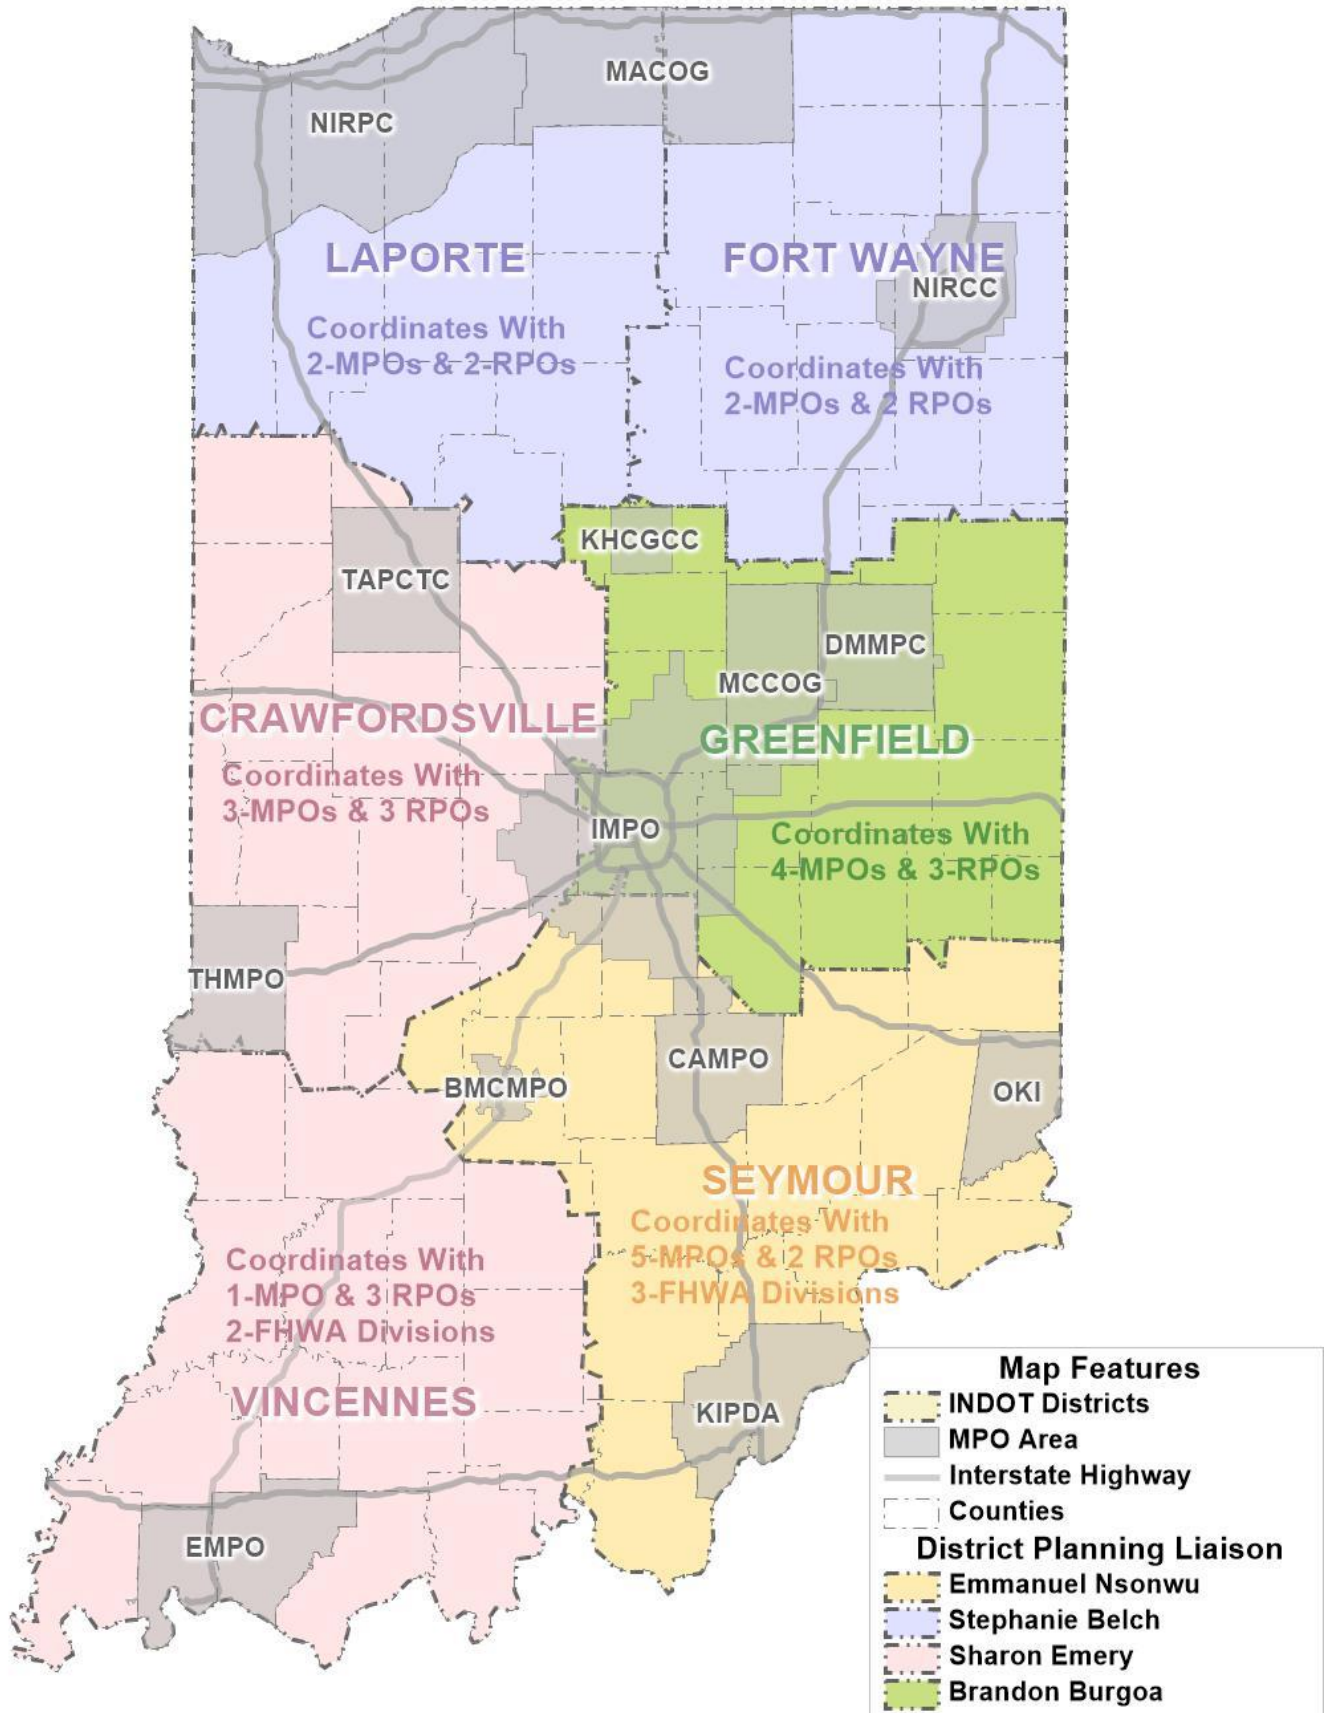 MACOG
NIRPC
LAPORTE
FORT WAYNE
NIRCC
Coordinates With
2-MPOs & 2-RPOs
Coordinates With
2-MPOs & 2 RPOs
KHCGCC
TAPCTC
DMMPC
MCCOG
CRAWFORDSVILLE
GREENFIELD
Coordinates With
3-MPOs & 3 RPOs
IMPO
Coordinates With
4-MPOs & 3-RPOs
THMPO
CAMPO
BMCMPO
OKI
SEYMOUR
Coordinates With
5-MPOs & 2 RPOs
3-FHWA Divisions
Coordinates With
1-MPO & 3 RPOs
2-FHWA Divisions
VINCENNES
KIPDA
EMPO
Map Features
INDOT Districts
MPO Area
Interstate Highway
Counties
District Planning Liaison
Emmanuel Nsonwu
Stephanie Belch
Sharon Emery
Brandon Burgoa